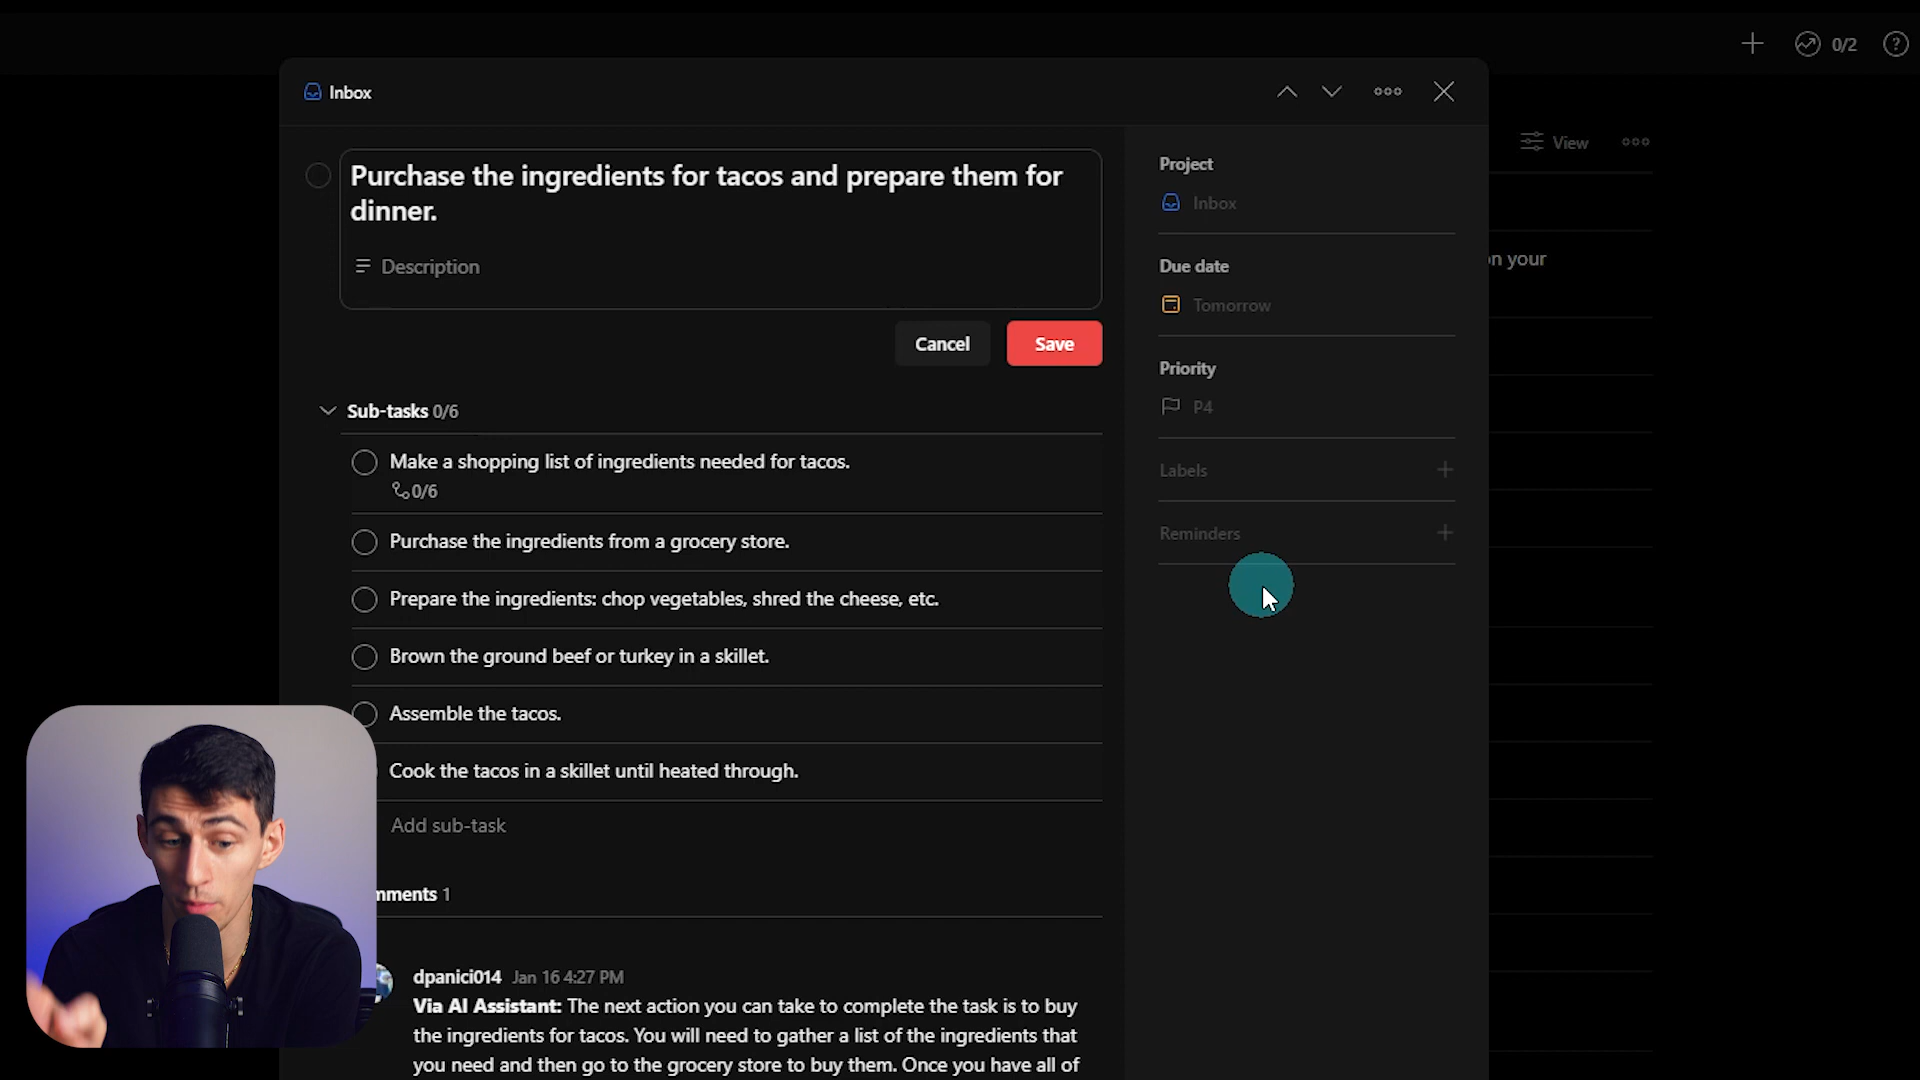 0/2
Inbox
View
Purchase the ingredients for tacos and prepare them for
dinner.
Description
Cancel
Save
Project
Inbox
Due date
Tomorrow
Priority
P4
Labels
Reminders
on your
Sub-tasks 0/6
Make a shopping list of ingredients needed for tacos.
0/6
Purchase the ingredients from a grocery store.
Prepare the ingredients: chop vegetables, shred the cheese, etc.
Brown the ground beef or turkey in a skillet.
Assemble the tacos.
Cook the tacos in a skillet until heated through.
Add sub-task
mments 1
dpanici014 Jan 16 4:27 PM
Via AI Assistant: The next action you can take to complete the task is to buy
the ingredients for tacos. You will need to gather a list of the ingredients that
you need and then go to the grocery store to buy them. Once you have all of